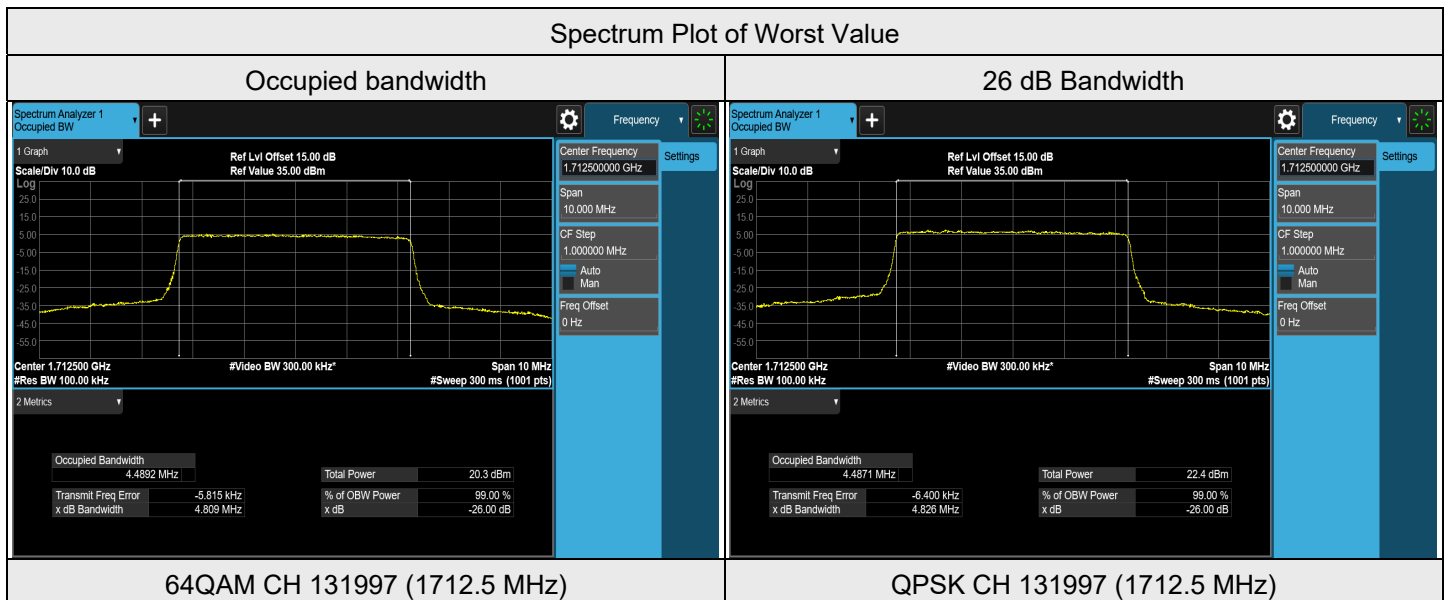 Spectrum Plot of Worst Value
Occupied bandwidth
26 dB Bandwidth
Spectrum Analyzer 1
Occupied BW
+
Frequency
1 Graph
Ref Lvl Offset 15.00 dB
Scale/Div 10.0 dB
Ref Value 35.00 dBm
Log
25.0
15.0
5.00
-5.00
-15.0
-25.0
-35.0
-45.0
-55.0
Center 1.712500 GHz
#Video BW 300.00 kHz*
Span 10 MHz
#Res BW 100.00 kHz
#Sweep 300 ms (1001 pts)
Center Frequency
1.712500000 GHz
Settings
Span
10.000 MHz
CF Step
1.000000 MHz
Auto
Man
Freq Offset
0 Hz
2 Metrics
Occupied Bandwidth
4.4892 MHz
Total Power 20.3 dBm
Transmit Freq Error -5.815 kHz
% of OBW Power 99.00 %
x dB Bandwidth 4.809 MHz
x dB -26.00 dB
Spectrum Analyzer 1
Occupied BW
+
Frequency
1 Graph
Ref Lvl Offset 15.00 dB
Scale/Div 10.0 dB
Ref Value 35.00 dBm
Log
25.0
15.0
5.00
-5.00
-15.0
-25.0
-35.0
-45.0
-55.0
Center 1.712500 GHz
#Video BW 300.00 kHz*
Span 10 MHz
#Res BW 100.00 kHz
#Sweep 300 ms (1001 pts)
Center Frequency
1.712500000 GHz
Settings
Span
10.000 MHz
CF Step
1.000000 MHz
Auto
Man
Freq Offset
0 Hz
2 Metrics
Occupied Bandwidth
4.4871 MHz
Total Power 22.4 dBm
Transmit Freq Error -6.400 kHz
% of OBW Power 99.00 %
x dB Bandwidth 4.826 MHz
x dB -26.00 dB
64QAM CH 131997 (1712.5 MHz)
QPSK CH 131997 (1712.5 MHz)